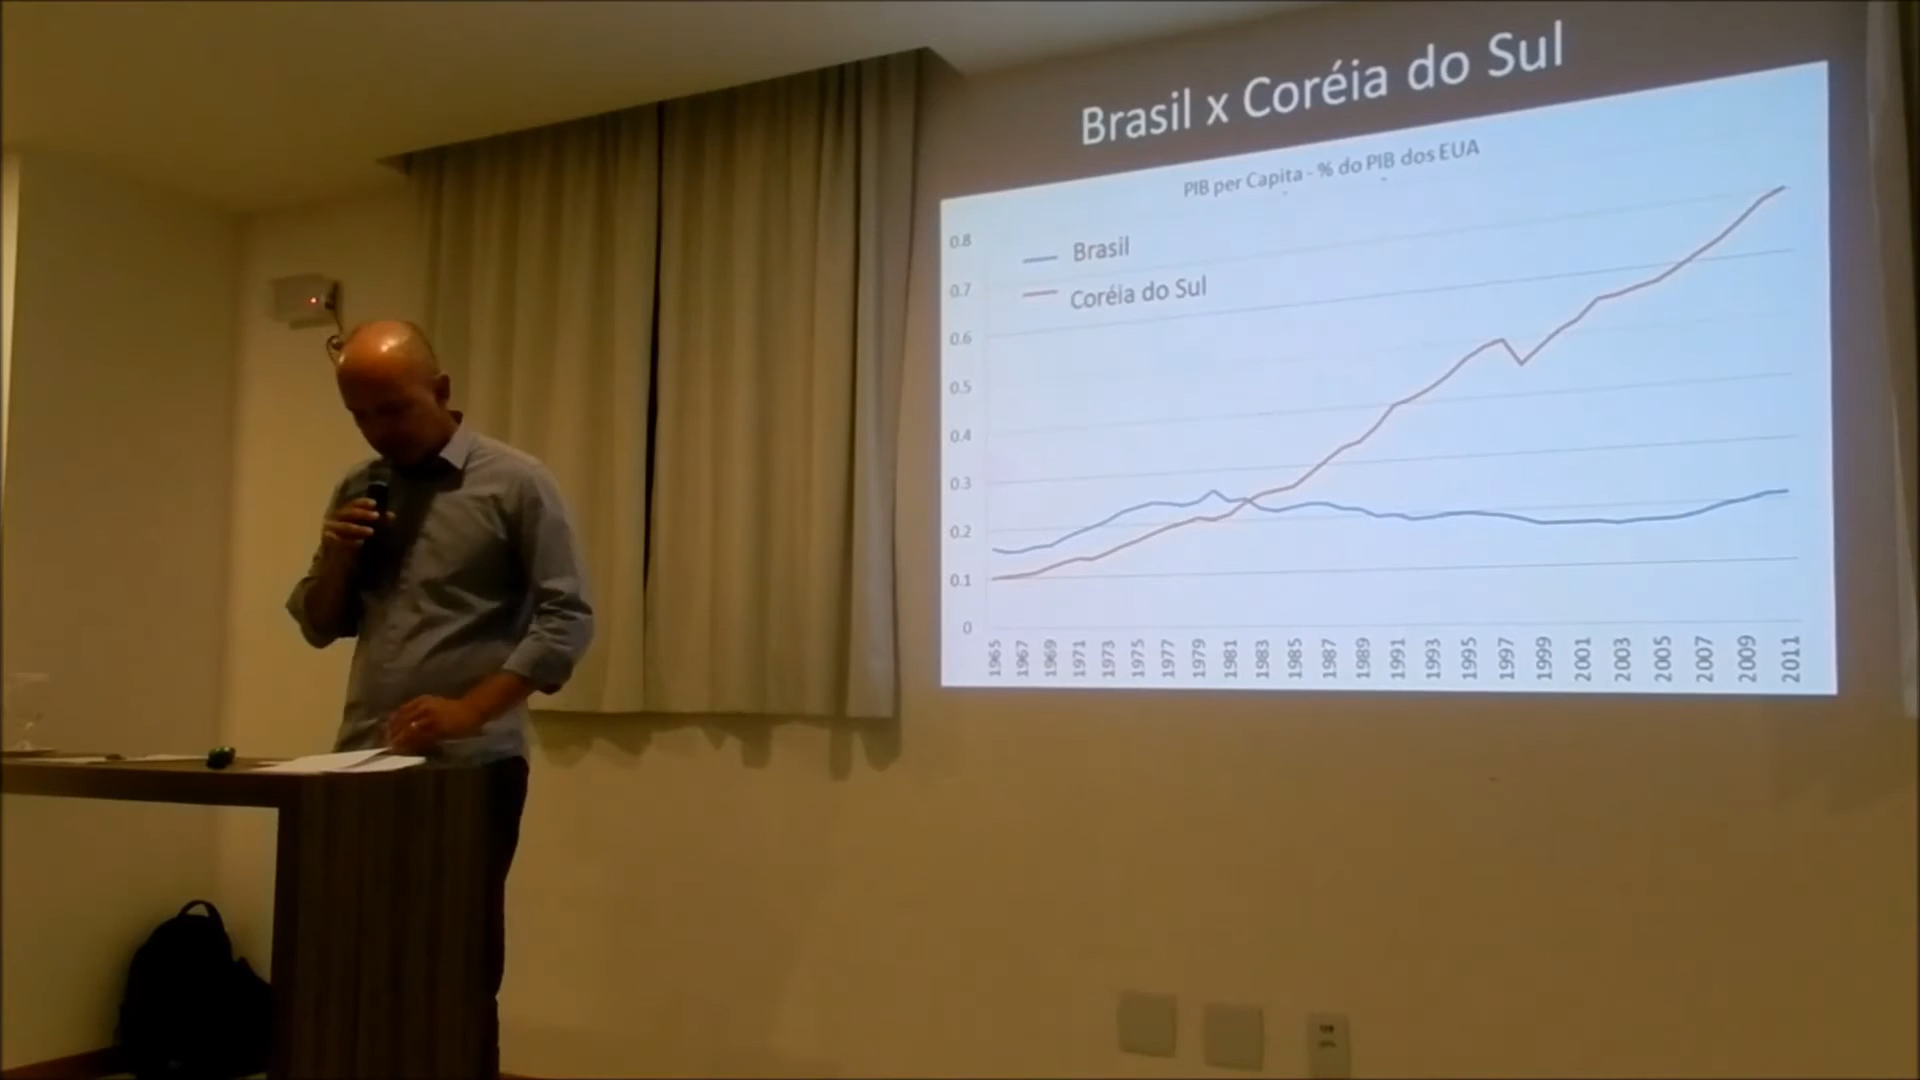 Brasil x Coréia do Sul
PIB per Capita - % do PIB dos EUA
Brasil
Coréia do Sul
0.8
0.7
0.6
0.5
0.4
0.3
0.2
0.1
0
1965 1967 1969 1971 1973 1975 1977 1979 1981 1983 1985 1987 1989 1991 1993 1995 1997 1999 2001 2003 2005 2007 2009 2011